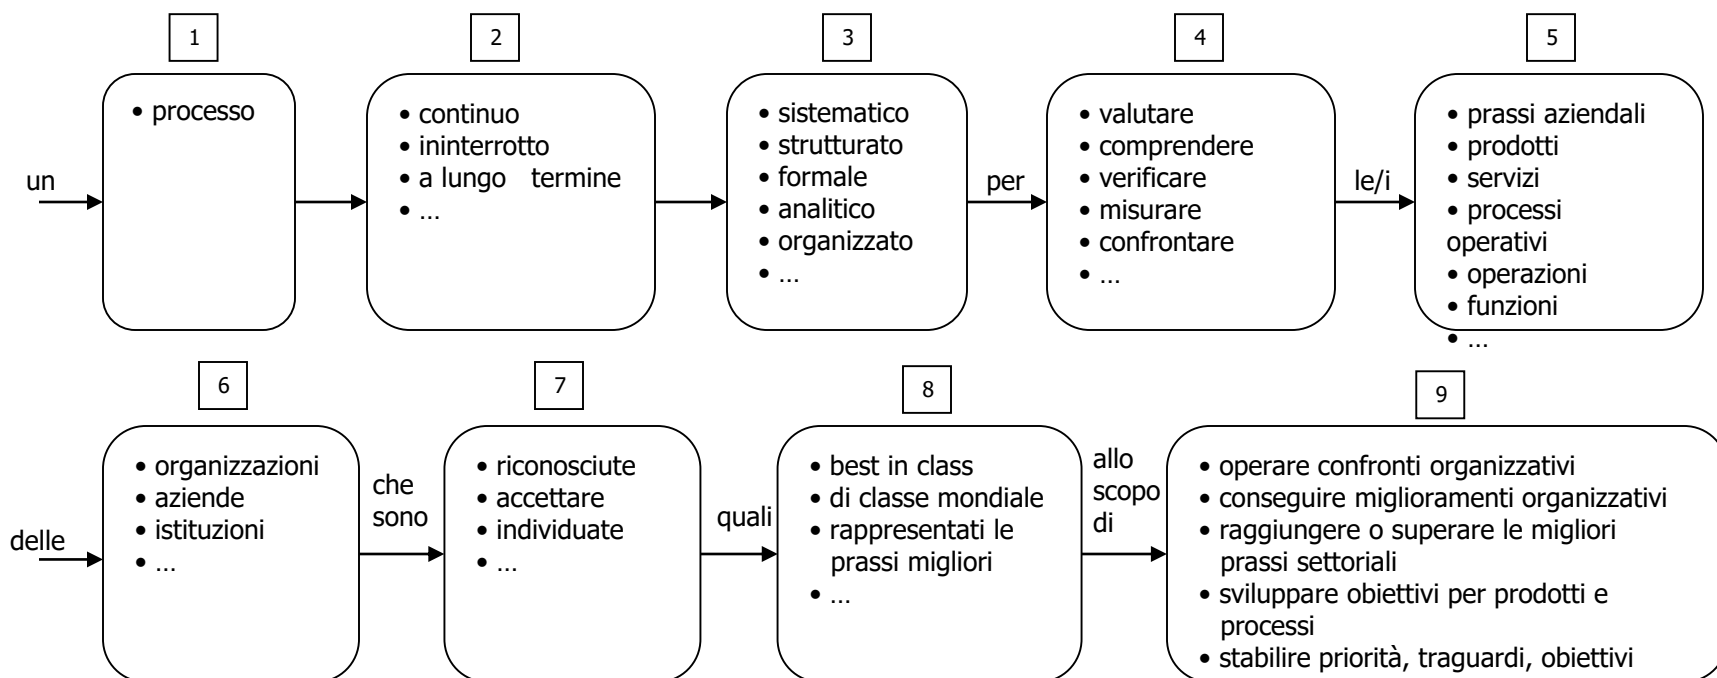 1
2
3
4
5
un
• processo
• continuo
• ininterrotto
• a lungo termine
• ...
• sistematico
• strutturato
• formale
• analitico
• organizzato
• ...
per
• valutare
• comprendere
• verificare
• misurare
• confrontare
• ...
le/i
• prassi aziendali
• prodotti
• servizi
• processi
operativi
• operazioni
• funzioni
• ...
6
7
8
9
delle
• organizzazioni
• aziende
• istituzioni
• ...
che
sono
• riconosciute
• accettare
• individuate
• ...
quali
• best in class
• di classe mondiale
• rappresentati le
prassi migliori
• ...
allo
scopo
di
• operare confronti organizzativi
• conseguire miglioramenti organizzativi
• raggiungere o superare le migliori
prassi settoriali
• sviluppare obiettivi per prodotti e
processi
• stabilire priorità, traguardi, obiettivi